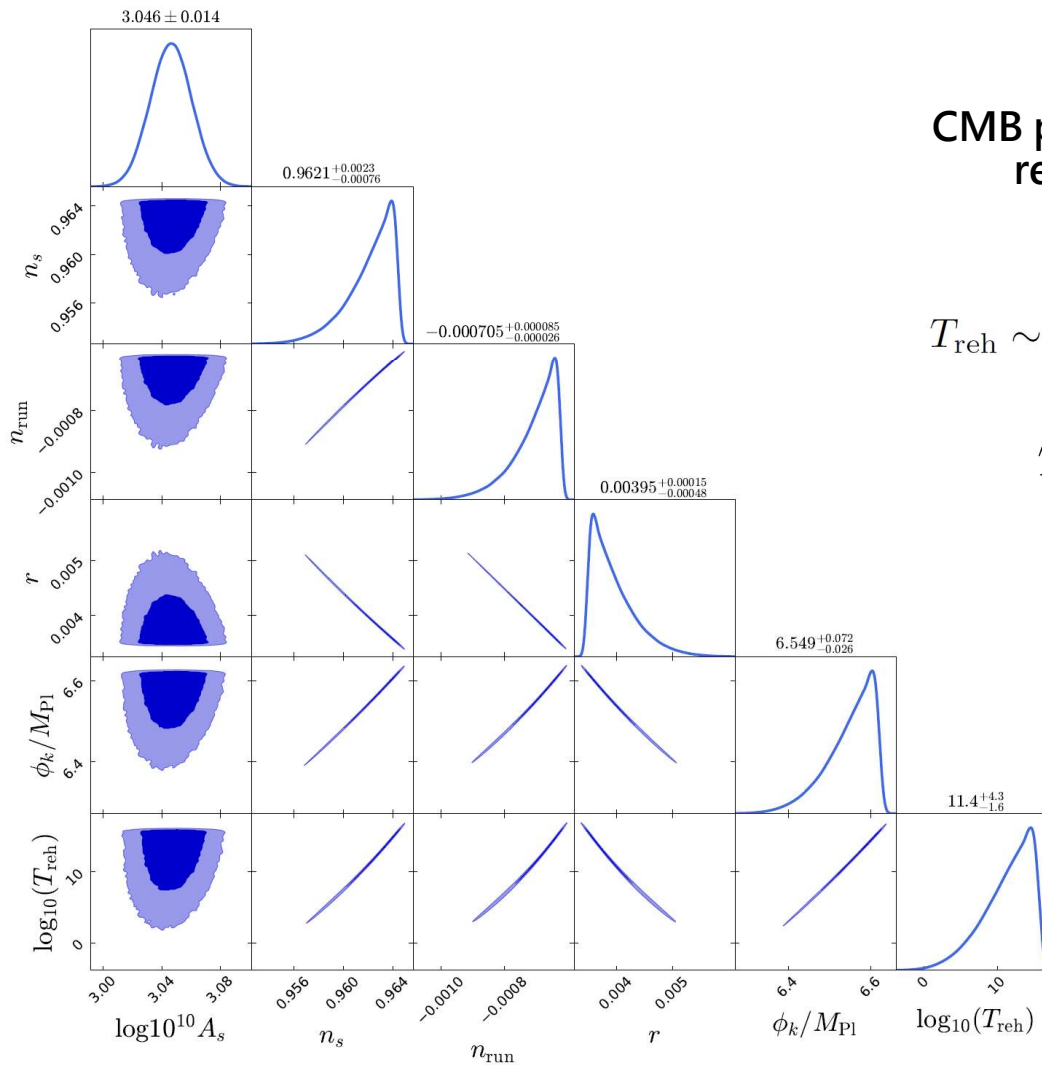 3.046 ± 0.014
CMB
0.9621^{+0.0023}_{-0.00076}
0.964
0.960
0.956
n_s
T_reh ∼
−0.000705^{+0.000085}_{-0.000026}
−0.0008
−0.0010
n_run
0.00395^{+0.00015}_{-0.00048}
0.005
0.004
r
6.549^{+0.072}_{-0.026}
6.6
6.4
ϕ_k/M_Pl
11.4^{+4.3}_{-1.6}
10
0
log₁₀(T_reh)
3.00 3.04 3.08 0.956 0.960 0.964 −0.0010 −0.0008 0.004 0.005 6.4 6.6 0 10
log10¹⁰A_s n_s n_run r ϕ_k/M_Pl log₁₀(T_reh)